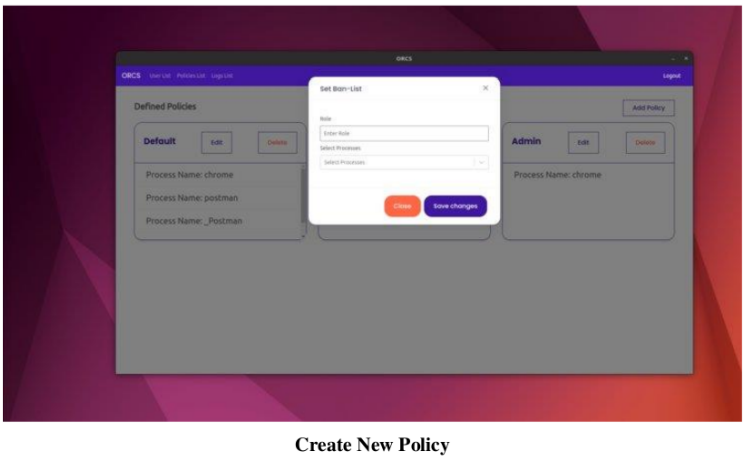 ORCS
ORCS User List Policies List Logs List Logout
Set Ban-List
Defined Policies
Add Policy
Role
Enter Role
Select Processes
Select Processes
Close Save changes
Default Edit Delete
Process Name: chrome
Process Name: postman
Process Name: _Postman
Admin Edit Delete
Process Name: chrome
Create New Policy